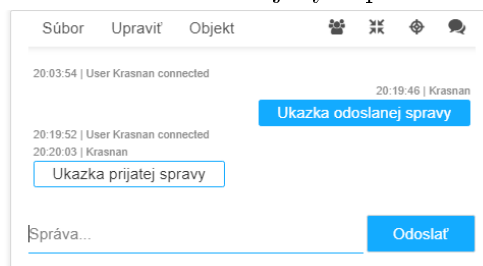 Súbor Upraviť Objekt
20:03:54 | User Krasnan connected
20:19:46 | Krasnan
Ukazka odoslanej spravy
20:19:52 | User Krasnan connected
20:20:03 | Krasnan
Ukazka prijatej spravy
Správa...
Odoslať